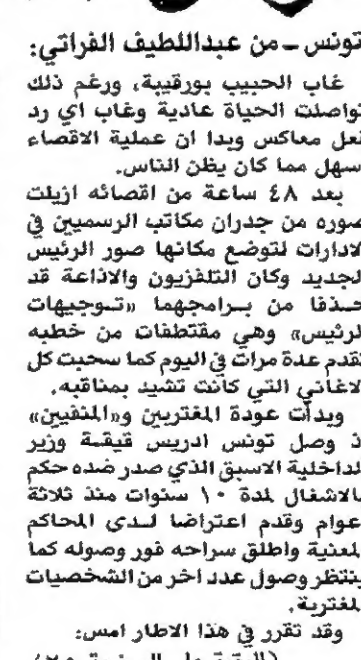 تونس ـ من عبداللطيف الفراتي:
غاب الحبيب بورقيبة، ورغم ذلك
تواصلت الحياة عادية وغاب اي رد
فعل معاكس وبدا ان عملية الاقصاء
اسهل مما كان يظن الناس.
بعد ٤٨ ساعة من اقصائه ازيلت
صوره من جدران مكاتب الرسميين في
الادارات لتوضع مكانها صور الرئيس
الجديد وكان التلفزيون والاذاعة قد
حذفا من برامجهما «توجيهات
الرئيس» وهي مقتطفات من خطبه
تقدم عدة مرات في اليوم كما سحبت كل
الاغاني التي كانت تشيد بمناقبه.
وبدأت عودة المغتربين و«المنفيين»
اذ وصل تونس ادريس قيقة وزير
الداخلية الاسبق الذي صدر ضده حكم
بالاشغال لمدة ١٠ سنوات منذ ثلاثة
اعوام وقدم اعتراضا لدى المحاكم
المعنية واطلق سراحه فور وصوله كما
ينتظر وصول عدد اخر من الشخصيات
المغتربة.
وقد تقرر في هذا الاطار امس: